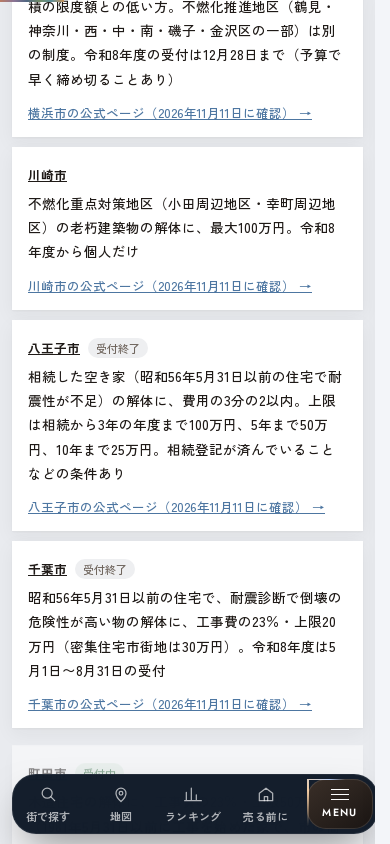 積の限度額との低い方。不燃化推進地区（鶴見・
神奈川・西・中・南・磯子・金沢区の一部）は別
の制度。令和8年度の受付は12月28日まで（予算で
早く締め切ることあり）
横浜市の公式ページ（2026年11月11日に確認） →
川崎市
不燃化重点対策地区（小田周辺地区・幸町周辺地
区）の老朽建築物の解体に、最大100万円。令和8
年度から個人だけ
川崎市の公式ページ（2026年11月11日に確認） →
八王子市 受付終了
相続した空き家（昭和56年5月31日以前の住宅で耐
震性が不足）の解体に、費用の3分の2以内。上限
は相続から3年の年度まで100万円、5年まで50万
円、10年まで25万円。相続登記が済んでいること
などの条件あり
八王子市の公式ページ（2026年11月11日に確認） →
千葉市 受付終了
昭和56年5月31日以前の住宅で、耐震診断で倒壊の
危険性が高い物の解体に、工事費の23％・上限20
万円（密集住宅市街地は30万円）。令和8年度は5
月1日〜8月31日の受付
千葉市の公式ページ（2026年11月11日に確認） →
町田市 受付中
街で探す 地図 ランキング 売る前に MENU